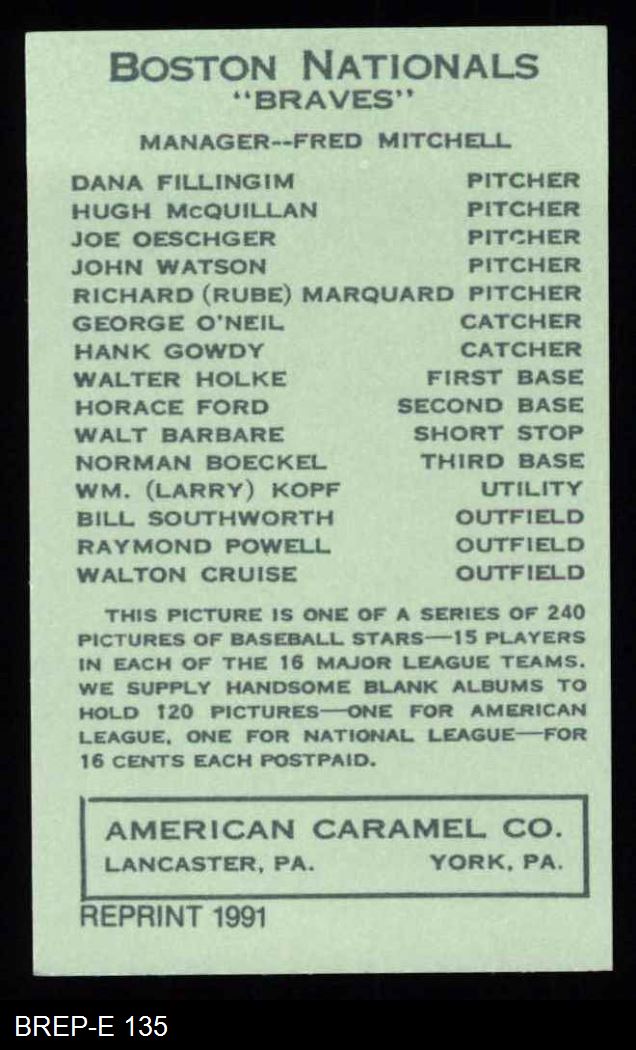 BOSTON NATIONALS
"BRAVES"
MANAGER--FRED MITCHELL
DANA FILLINGIM PITCHER
HUGH McQUILLAN PITCHER
JOE OESCHGER PITCHER
JOHN WATSON PITCHER
RICHARD (RUBE) MARQUARD PITCHER
GEORGE O'NEIL CATCHER
HANK GOWDY CATCHER
WALTER HOLKE FIRST BASE
HORACE FORD SECOND BASE
WALT BARBARE SHORT STOP
NORMAN BOECKEL THIRD BASE
WM. (LARRY) KOPF UTILITY
BILL SOUTHWORTH OUTFIELD
RAYMOND POWELL OUTFIELD
WALTON CRUISE OUTFIELD
THIS PICTURE IS ONE OF A SERIES OF 240
PICTURES OF BASEBALL STARS—15 PLAYERS
IN EACH OF THE 16 MAJOR LEAGUE TEAMS.
WE SUPPLY HANDSOME BLANK ALBUMS TO
HOLD 120 PICTURES—ONE FOR AMERICAN
LEAGUE, ONE FOR NATIONAL LEAGUE—FOR
16 CENTS EACH POSTPAID.
AMERICAN CARAMEL CO.
LANCASTER, PA. YORK, PA.
REPRINT 1991
BREP-E 135